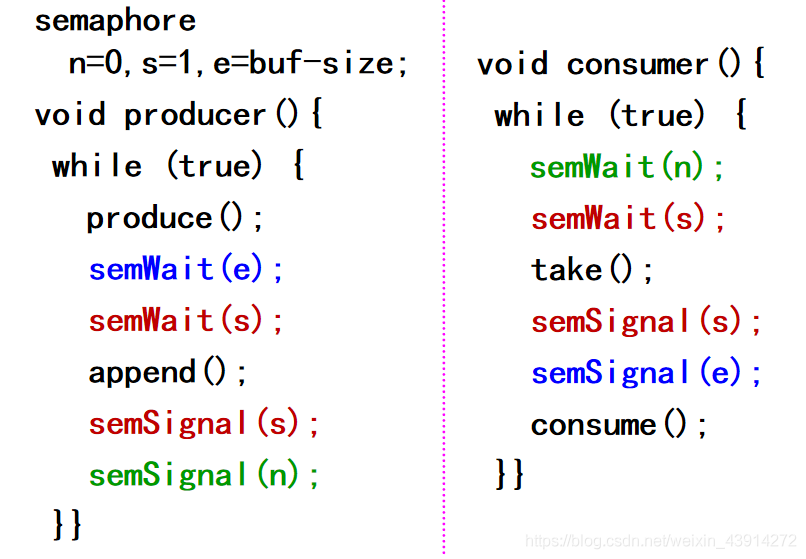 semaphore
n=0,s=1,e=buf-size;
void producer(){
while (true) {
produce();
semWait(e);
semWait(s);
append();
semSignal(s);
semSignal(n);
}}
void consumer(){
while (true) {
semWait(n);
semWait(s);
take();
semSignal(s);
semSignal(e);
consume();
}}
https://blog.csdn.net/weixin_43914272